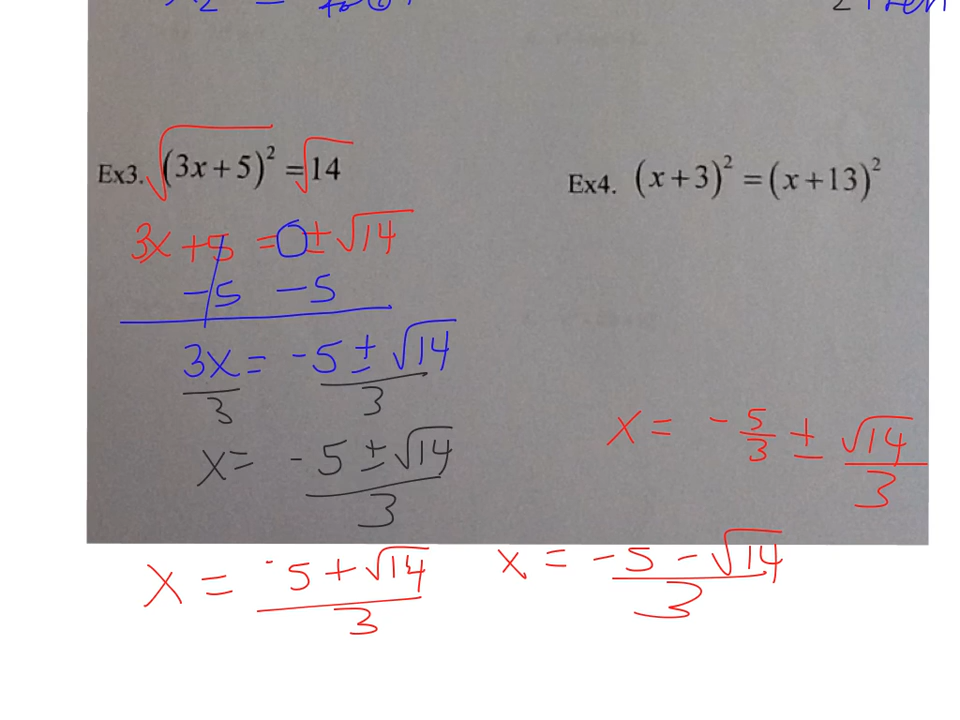 Ex3. √(3x+5)² = √14
3x + 5 = 0 ± √14
-5 -5
3x = -5 ± √14
3 3
x = -5 ± √14
3
x = -5 + √14
3
Ex4. (x+3)² = (x+13)²
x = -5/3 ± √14/3
x = -5 - √14
3